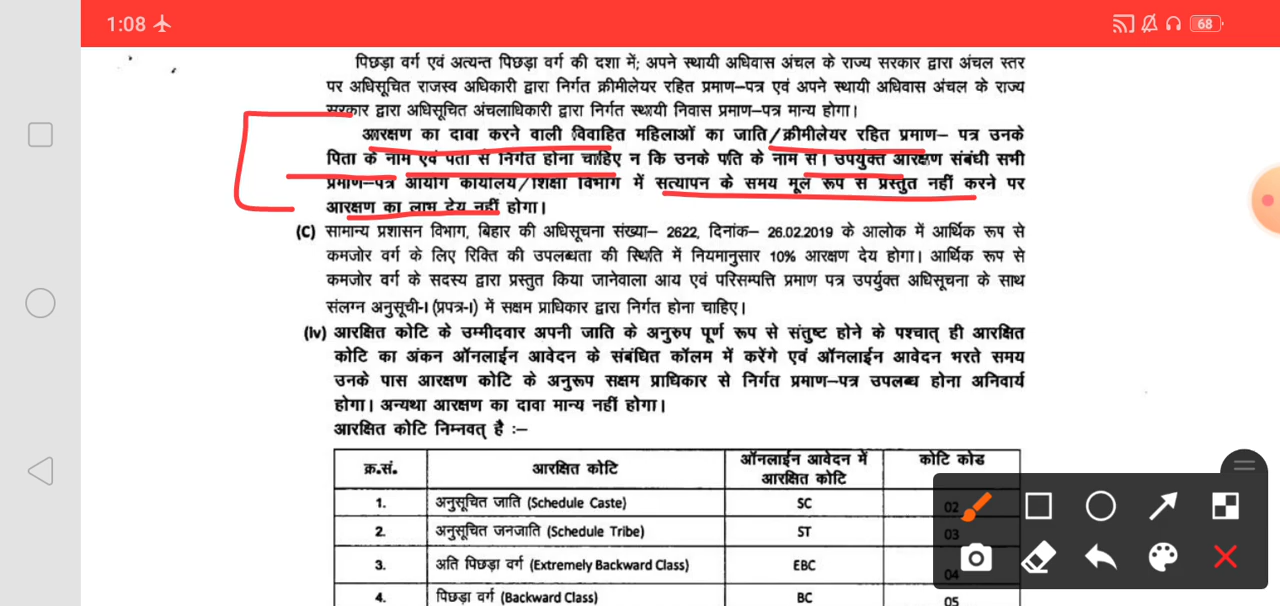 1:08
68
पिछड़ा वर्ग एवं अत्यन्त पिछड़ा वर्ग की दशा में; अपने स्थायी अधिवास अंचल के राज्य सरकार द्वारा अंचल स्तर
पर अधिसूचित राजस्व अधिकारी द्वारा निर्गत क्रीमीलेयर रहित प्रमाण–पत्र एवं अपने स्थायी अधिवास अंचल के राज्य
सरकार द्वारा अधिसूचित अंचलाधिकारी द्वारा निर्गत स्थायी निवास प्रमाण–पत्र मान्य होगा।
आरक्षण का दावा करने वाली विवाहित महिलाओं का जाति/क्रीमीलेयर रहित प्रमाण– पत्र उनके
पिता के नाम एवं पता से निर्गत होना चाहिए न कि उनके पति के नाम से। उपर्युक्त आरक्षण संबंधी सभी
प्रमाण–पत्र आयोग कार्यालय/शिक्षा विभाग में सत्यापन के समय मूल रूप से प्रस्तुत नहीं करने पर
आरक्षण का लाभ देय नहीं होगा।
(C) सामान्य प्रशासन विभाग, बिहार की अधिसूचना संख्या– 2622, दिनांक– 26.02.2019 के आलोक में आर्थिक रूप से
कमजोर वर्ग के लिए रिक्ति की उपलब्धता की स्थिति में नियमानुसार 10% आरक्षण देय होगा। आर्थिक रूप से
कमजोर वर्ग के सदस्य द्वारा प्रस्तुत किया जानेवाला आय एवं परिसम्पत्ति प्रमाण पत्र उपर्युक्त अधिसूचना के साथ
संलग्न अनुसूची-I (प्रपत्र-I) में सक्षम प्राधिकार द्वारा निर्गत होना चाहिए।
(iv) आरक्षित कोटि के उम्मीदवार अपनी जाति के अनुरुप पूर्ण रूप से संतुष्ट होने के पश्चात् ही आरक्षित
कोटि का अंकन ऑनलाईन आवेदन के संबंधित कॉलम में करेंगे एवं ऑनलाईन आवेदन भरते समय
उनके पास आरक्षण कोटि के अनुरूप सक्षम प्राधिकार से निर्गत प्रमाण–पत्र उपलब्ध होना अनिवार्य
होगा। अन्यथा आरक्षण का दावा मान्य नहीं होगा।
आरक्षित कोटि निम्नवत् है :–
क्र.सं. आरक्षित कोटि ऑनलाईन आवेदन में आरक्षित कोटि कोटि कोड
1. अनुसूचित जाति (Schedule Caste) SC 02
2. अनुसूचित जनजाति (Schedule Tribe) ST 03
3. अति पिछड़ा वर्ग (Extremely Backward Class) EBC 04
4. पिछड़ा वर्ग (Backward Class) BC 05